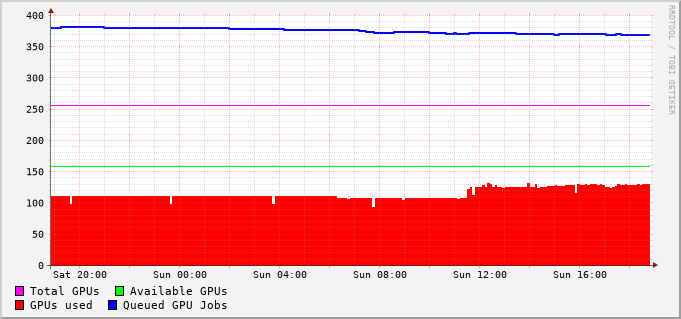 400
350
300
250
200
150
100
50
0
Sat 20:00 Sun 00:00 Sun 04:00 Sun 08:00 Sun 12:00 Sun 16:00
Total GPUs Available GPUs
GPUs used Queued GPU Jobs
RRDTOOL / TOBI OETIKER